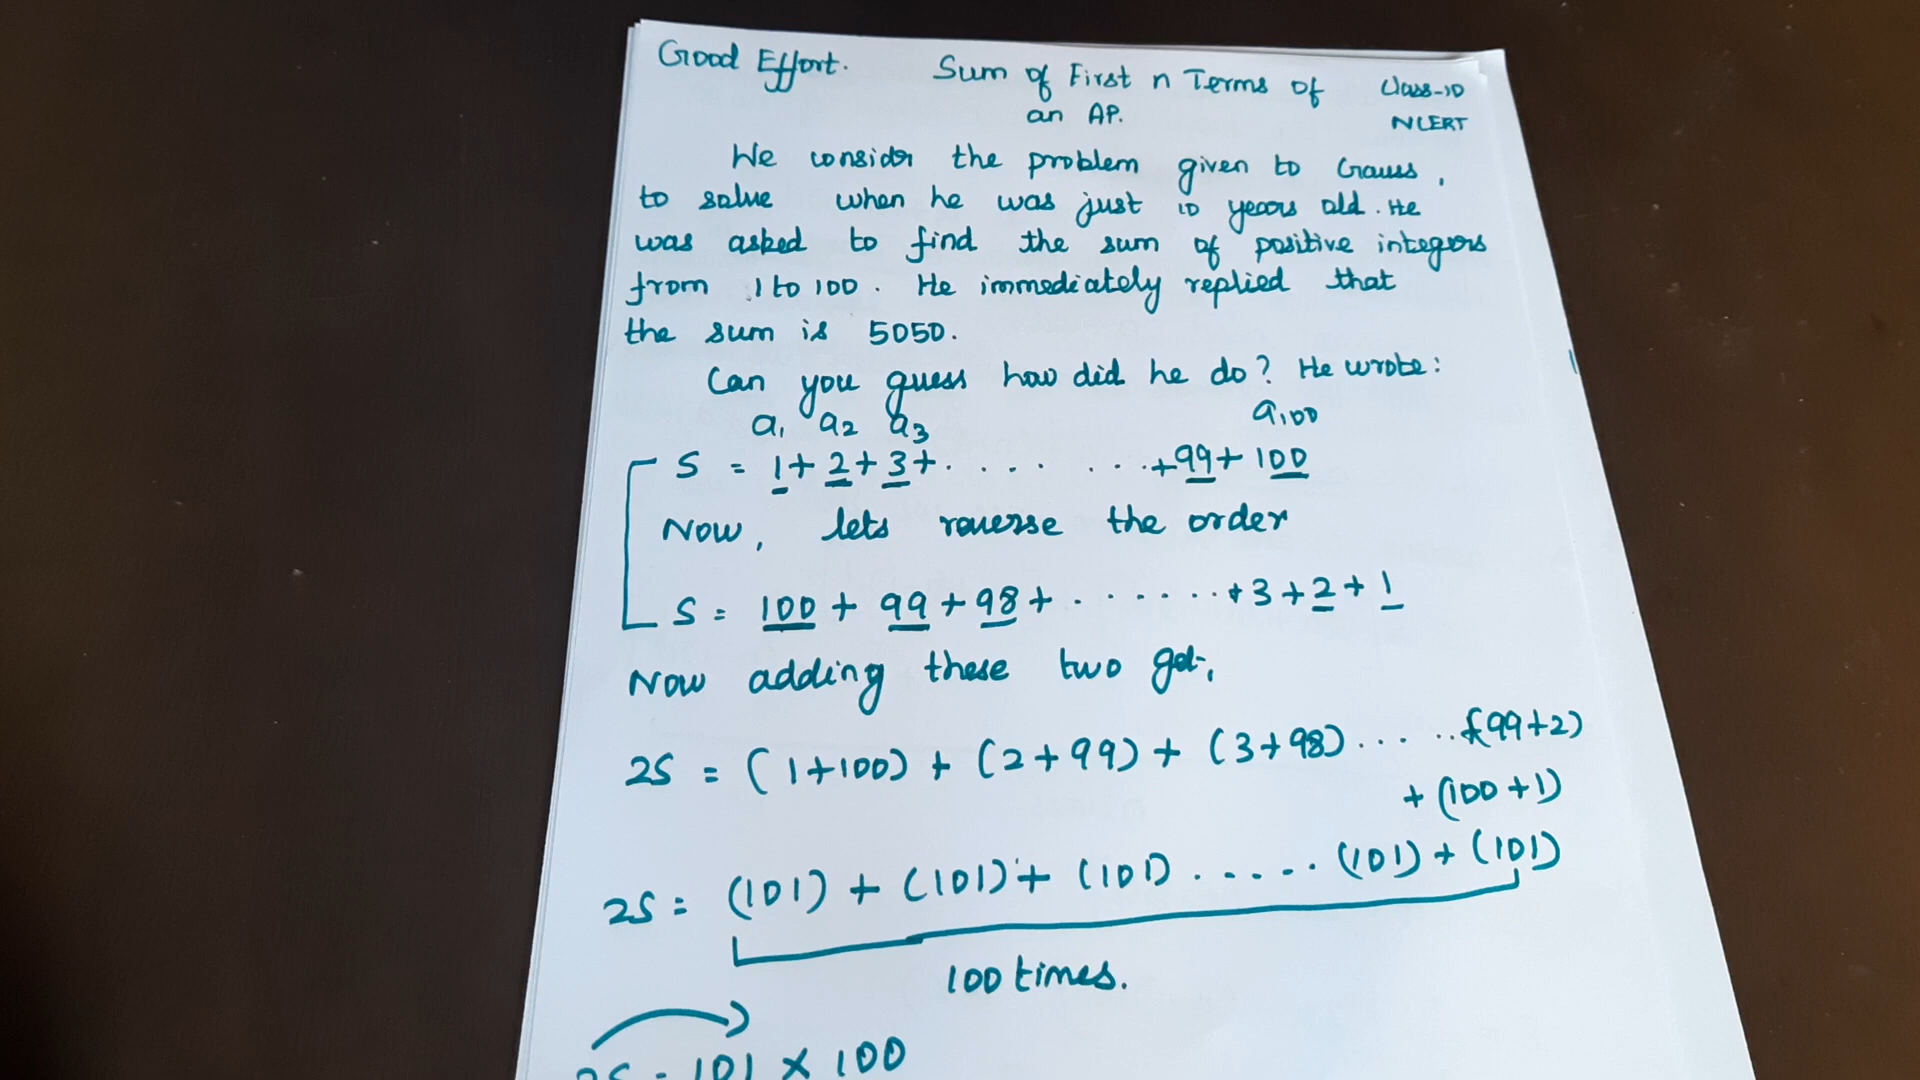 Good Effort. Sum of First n Terms of Class-10
an AP. NCERT
We consider the problem given to Gauss,
to solve when he was just 10 years old. He
was asked to find the sum of positive integers
from 1 to 100. He immediately replied that
the sum is 5050.
Can you guess how did he do? He wrote:
a1 a2 a3 a100
S = 1+ 2+ 3+. . . . . . . +99+ 100
Now, lets reverse the order
S = 100 + 99 + 98 + . . . . . . . +3 +2 + 1
Now adding these two get,
2S = (1+100) + (2+99) + (3+98) . . . . . +(99+2)
+ (100+1)
2S = (101) + (101) + (101) . . . . . . (101) + (101)
100 times.
2S = 101 × 100